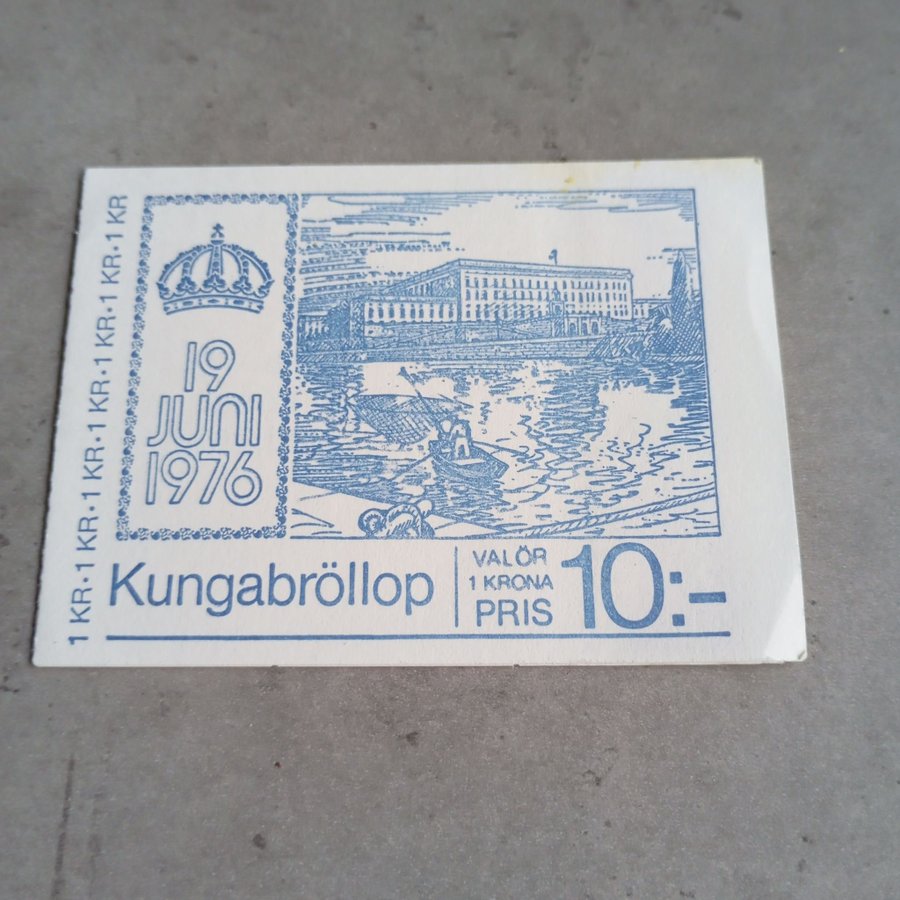 1 KR·1 KR·1 KR·1 KR·1 KR·1 KR
19
JUNI
1976
Kungabröllop
VALÖR
1 KRONA
PRIS
10:-